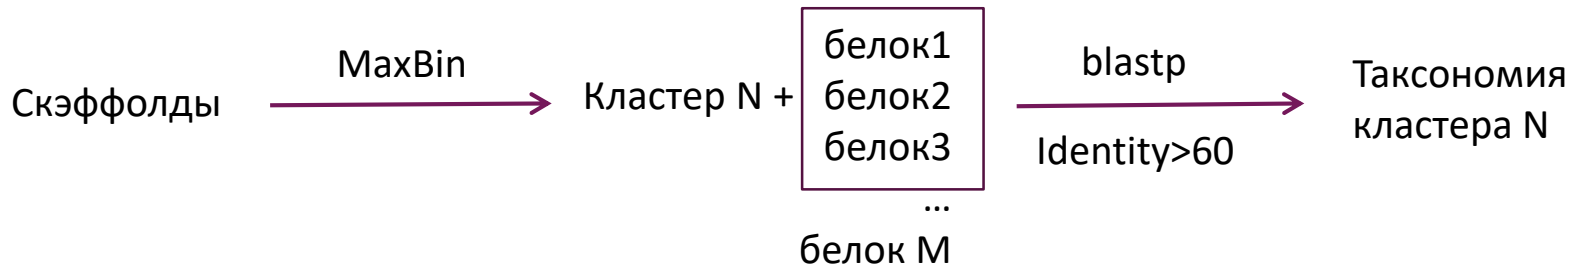 Скэффолды
MaxBin
Кластер N +
белок1
белок2
белок3
...
белок M
blastp
Identity>60
Таксономия
кластера N